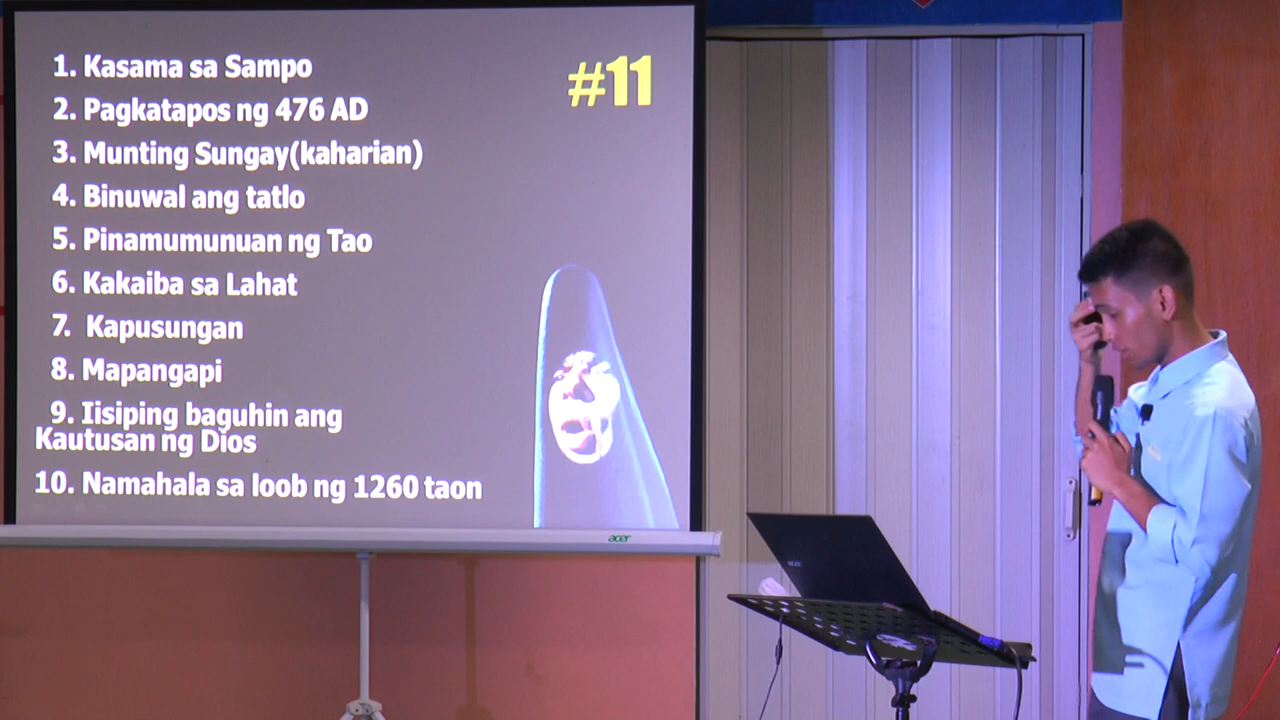 #11
1. Kasama sa Sampo
2. Pagkatapos ng 476 AD
3. Munting Sungay(kaharian)
4. Binuwal ang tatlo
5. Pinamumunuan ng Tao
6. Kakaiba sa Lahat
7. Kapusungan
8. Mapangapi
9. Iisiping baguhin ang
Kautusan ng Dios
10. Namahala sa loob ng 1260 taon
acer
acer